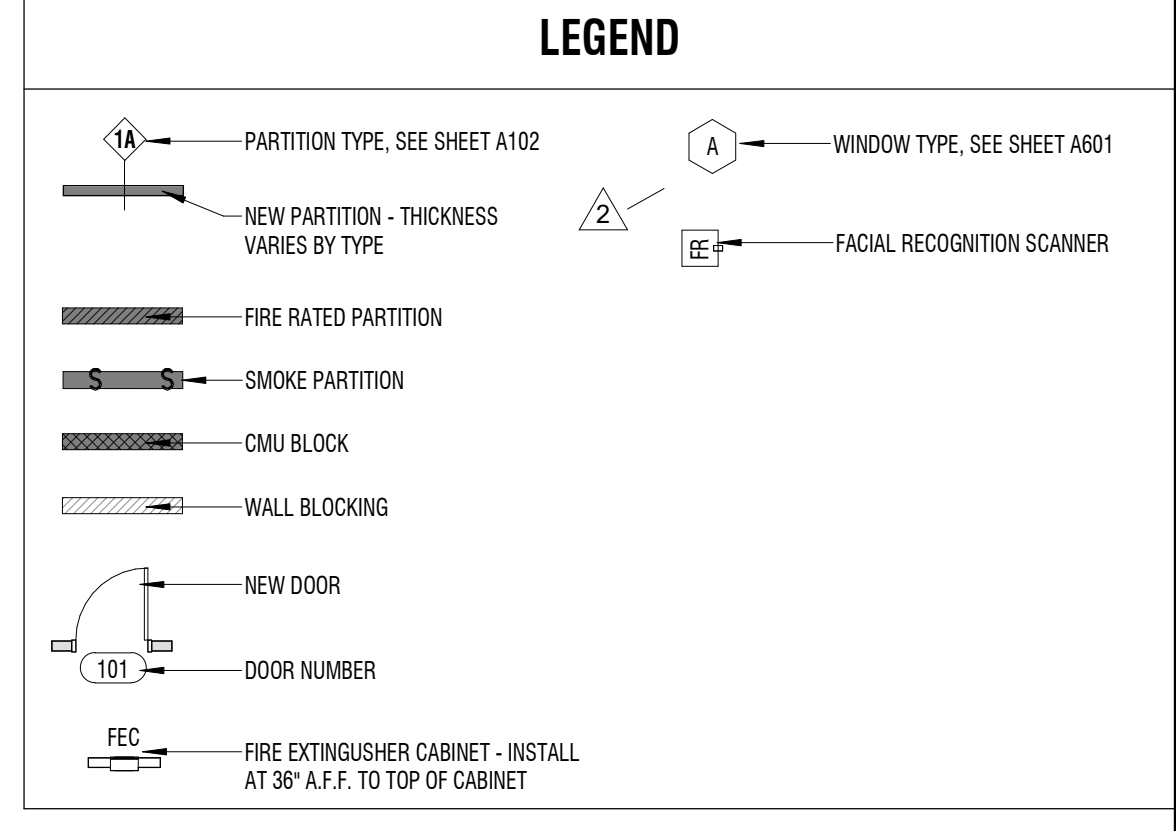 LEGEND
1A
PARTITION TYPE, SEE SHEET A102
NEW PARTITION - THICKNESS
VARIES BY TYPE
FIRE RATED PARTITION
S S
SMOKE PARTITION
CMU BLOCK
WALL BLOCKING
NEW DOOR
101
DOOR NUMBER
FEC
FIRE EXTINGUSHER CABINET - INSTALL
AT 36" A.F.F. TO TOP OF CABINET
A
WINDOW TYPE, SEE SHEET A601
2
FR
FACIAL RECOGNITION SCANNER